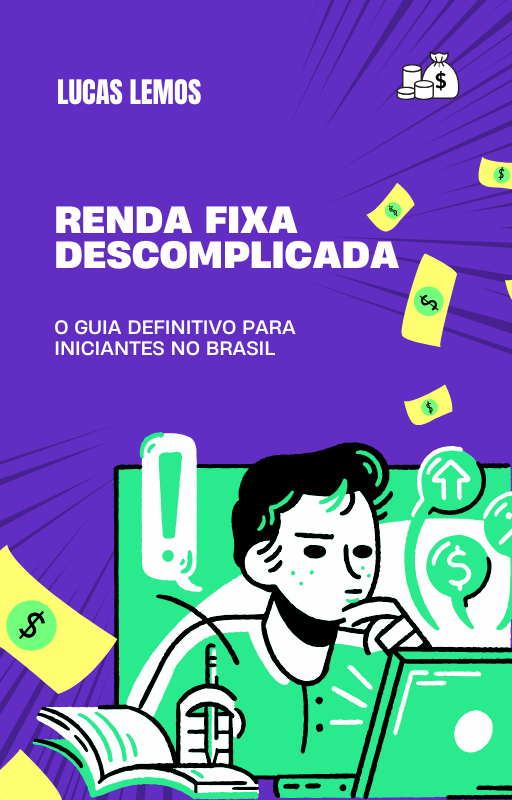 LUCAS LEMOS
$
RENDA FIXA
DESCOMPLICADA
O GUIA DEFINITIVO PARA
INICIANTES NO BRASIL
$
$
$
$
!
$
$